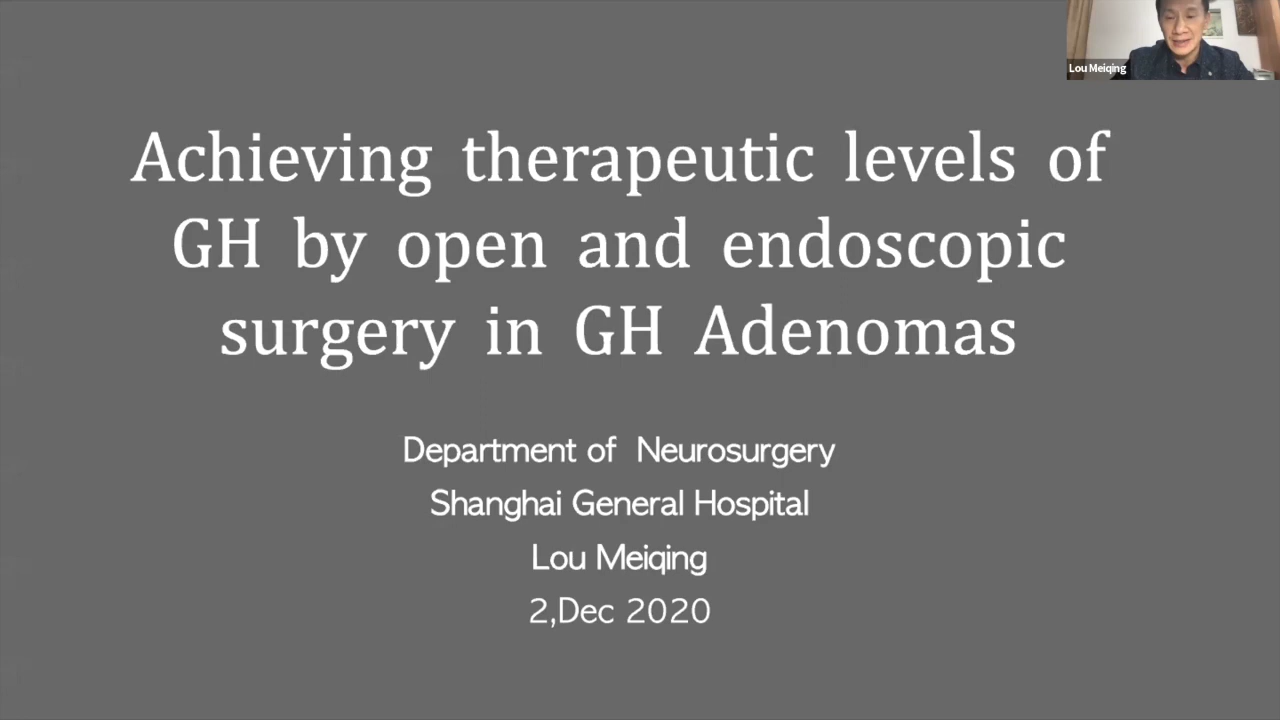 Lou Meiqing
Achieving therapeutic levels of
GH by open and endoscopic
surgery in GH Adenomas
Department of Neurosurgery
Shanghai General Hospital
Lou Meiqing
2,Dec 2020